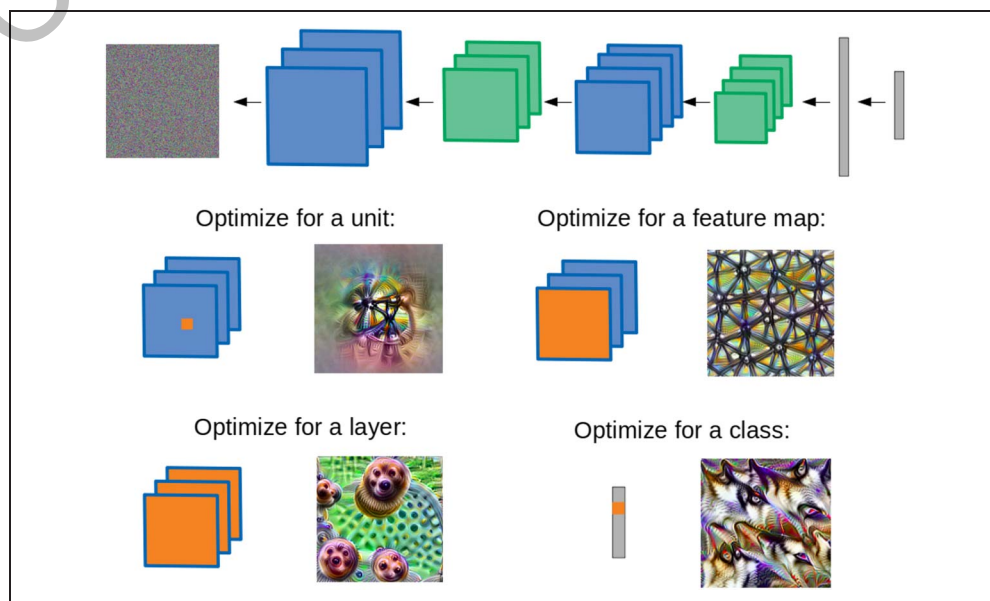 Optimize for a unit:
Optimize for a feature map:
Optimize for a layer:
Optimize for a class: